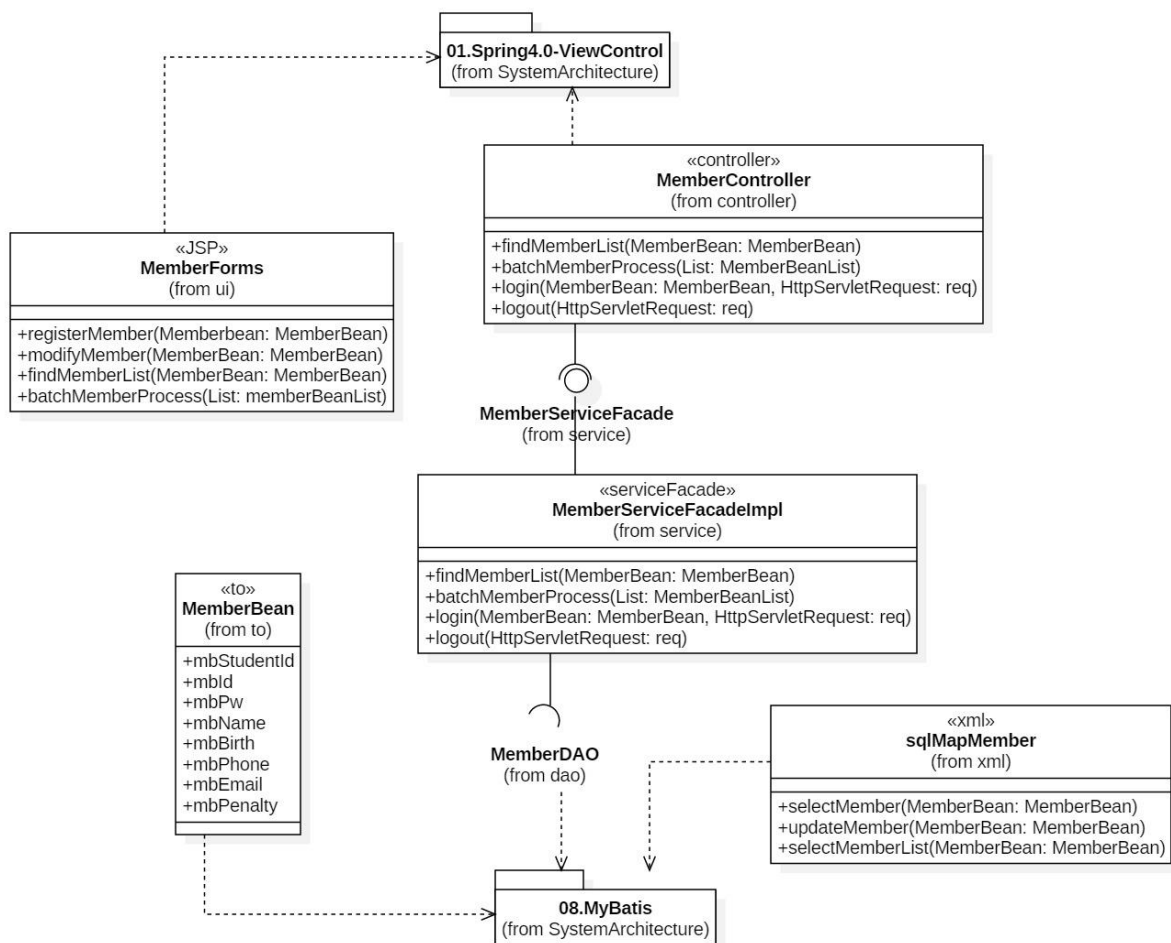 01.Spring4.0-ViewControl
(from SystemArchitecture)
«controller»
MemberController
(from controller)
+findMemberList(MemberBean: MemberBean)
+batchMemberProcess(List: MemberBeanList)
+login(MemberBean: MemberBean, HttpServletRequest: req)
+logout(HttpServletRequest: req)
«JSP»
MemberForms
(from ui)
+registerMember(Memberbean: MemberBean)
+modifyMember(MemberBean: MemberBean)
+findMemberList(MemberBean: MemberBean)
+batchMemberProcess(List: memberBeanList)
MemberServiceFacade
(from service)
«serviceFacade»
MemberServiceFacadeImpl
(from service)
+findMemberList(MemberBean: MemberBean)
+batchMemberProcess(List: MemberBeanList)
+login(MemberBean: MemberBean, HttpServletRequest: req)
+logout(HttpServletRequest: req)
«to»
MemberBean
(from to)
+mbStudentId
+mbId
+mbPw
+mbName
+mbBirth
+mbPhone
+mbEmail
+mbPenalty
MemberDAO
(from dao)
«xml»
sqlMapMember
(from xml)
+selectMember(MemberBean: MemberBean)
+updateMember(MemberBean: MemberBean)
+selectMemberList(MemberBean: MemberBean)
08.MyBatis
(from SystemArchitecture)